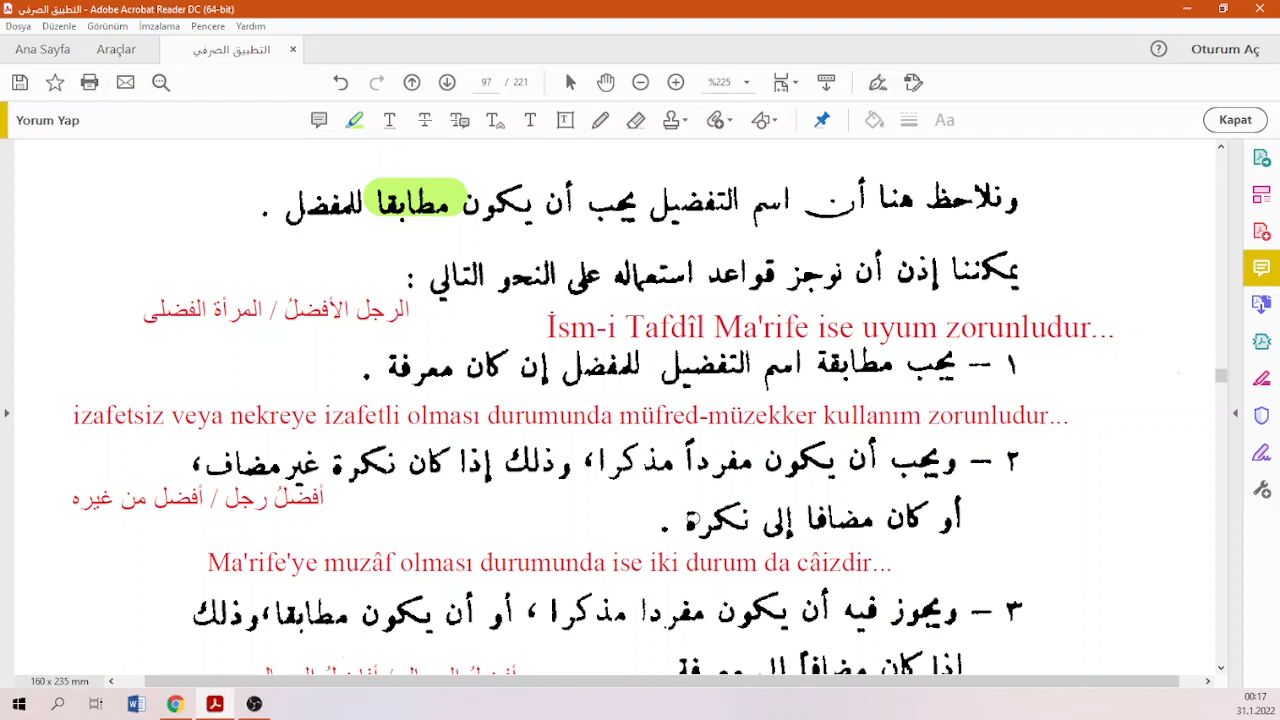 التطبيق الصرفي - Adobe Acrobat Reader DC (64-bit)
Dosya Düzenle Görünüm İmzalama Pencere Yardım
Ana Sayfa Araçlar التطبيق الصرفي × Oturum Aç
97 / 221 %225
Yorum Yap Aa Kapat
ونلاحظ هنا أن اسم التفضيل يجب أن يكون مطابقا للمفضل .
يمكننا إذن أن نوجز قواعد استعماله على النحو التالي :
الرجل الأفضلُ / المرأة الفضلى
İsm-i Tafdîl Ma'rife ise uyum zorunludur...
١ – يجب مطابقة اسم التفضيل للمفضل إن كان معرفة .
izafetsiz veya nekreye izafetli olması durumunda müfred-müzekker kullanım zorunludur...
٢ – ويجب أن يكون مفرداً مذكرا، وذلك إذا كان نكرة غير مضاف،
أفضلُ رجل / أفضل من غيره
أو كان مضافا إلى نكرة .
Ma'rife'ye muzâf olması durumunda ise iki durum da câizdir...
٣ – ويجوز فيه أن يكون مفردا مذكرا ، أو أن يكون مطابقا، وذلك
إذا كان مضافاً إلى معرفة
160 x 235 mm
00:17
31.1.2022